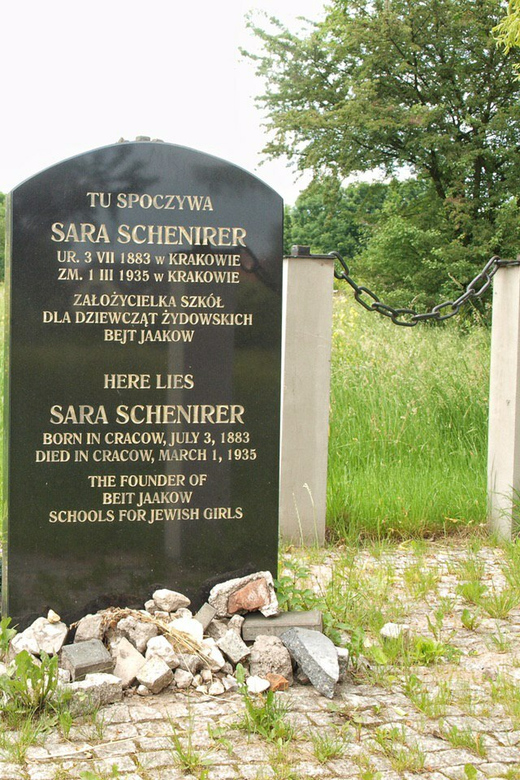 TU SPOCZYWA
SARA SCHENIRER
UR. 3 VII 1883 W KRAKOWIE
ZM. 1 III 1935 W KRAKOWIE
ZAŁOŻYCIELKA SZKÓŁ
DLA DZIEWCZĄT ŻYDOWSKICH
BEJT JAAKOW
HERE LIES
SARA SCHENIRER
BORN IN CRACOW, JULY 3, 1883
DIED IN CRACOW, MARCH 1, 1935
THE FOUNDER OF
BEIT JAAKOW
SCHOOLS FOR JEWISH GIRLS